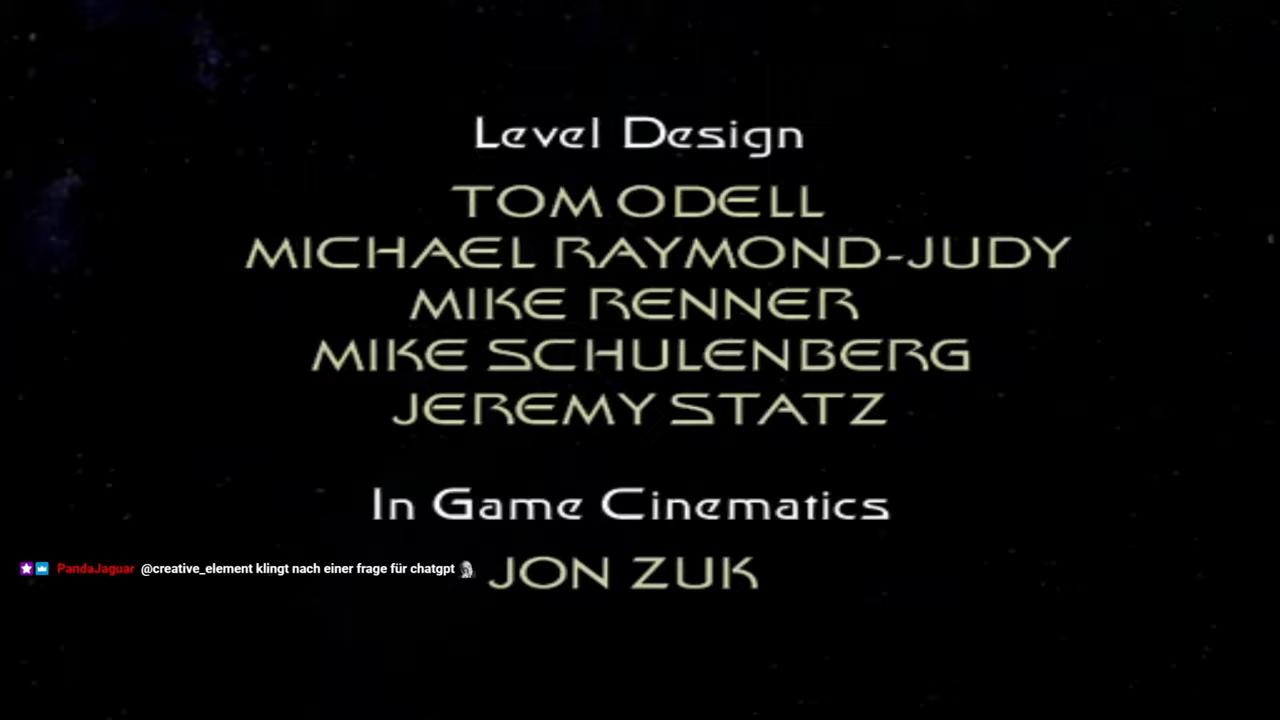 Level Design
TOM ODELL
MICHAEL RAYMOND-JUDY
MIKE RENNER
MIKE SCHULENBERG
JEREMY STATZ
In Game Cinematics
PandaJaguar @creative_element klingt nach einer frage für chatgpt
JON ZUK